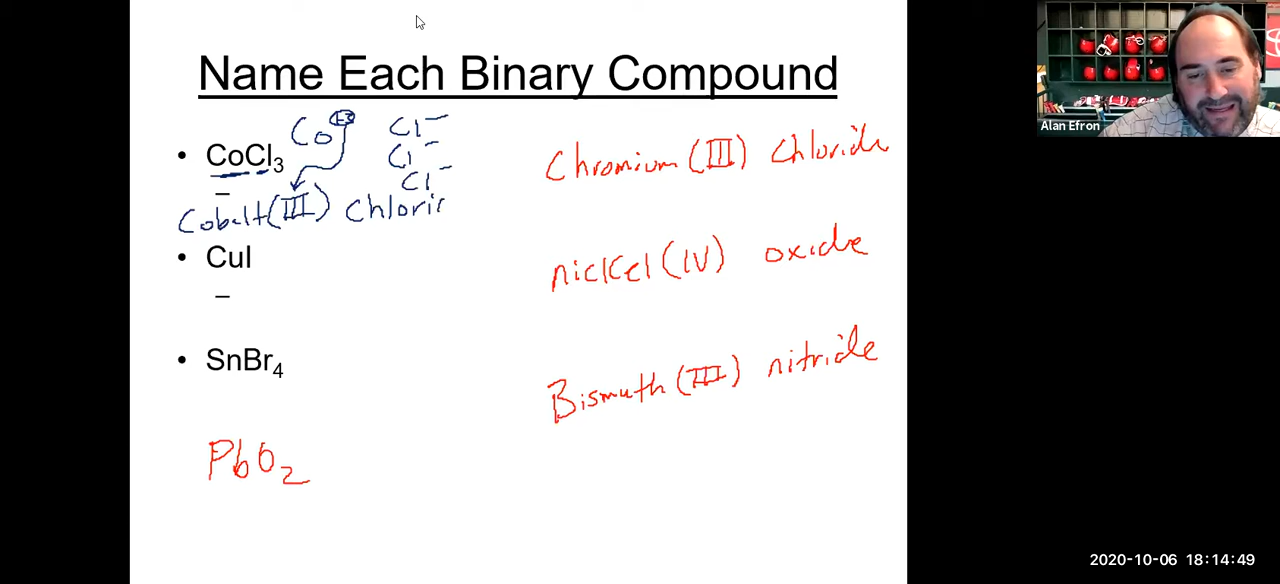 Name Each Binary Compound
Co+3 Cl−
• CoCl3 Cl−
Cl−
Cobalt(III) Chlorid
Chromium (III) Chloride
• CuI
nickel (IV) oxide
• SnBr4
Bismuth (III) nitride
PbO2
Alan Efron
2020-10-06 18:14:49